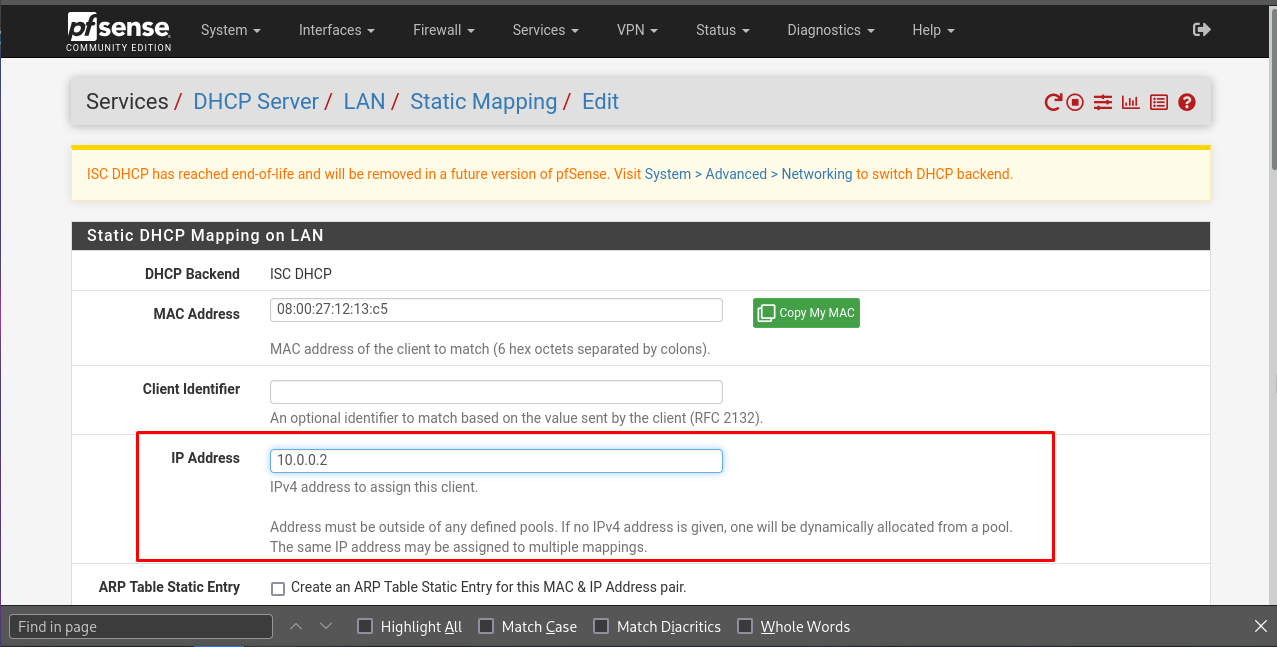 pfsense
COMMUNITY EDITION
System Interfaces Firewall Services VPN Status Diagnostics Help
Services / DHCP Server / LAN / Static Mapping / Edit
ISC DHCP has reached end-of-life and will be removed in a future version of pfSense. Visit System > Advanced > Networking to switch DHCP backend.
Static DHCP Mapping on LAN
DHCP Backend ISC DHCP
MAC Address 08:00:27:12:13:c5 Copy My MAC
MAC address of the client to match (6 hex octets separated by colons).
Client Identifier
An optional identifier to match based on the value sent by the client (RFC 2132).
IP Address 10.0.0.2
IPv4 address to assign this client.
Address must be outside of any defined pools. If no IPv4 address is given, one will be dynamically allocated from a pool.
The same IP address may be assigned to multiple mappings.
ARP Table Static Entry Create an ARP Table Static Entry for this MAC & IP Address pair.
Find in page Highlight All Match Case Match Diacritics Whole Words